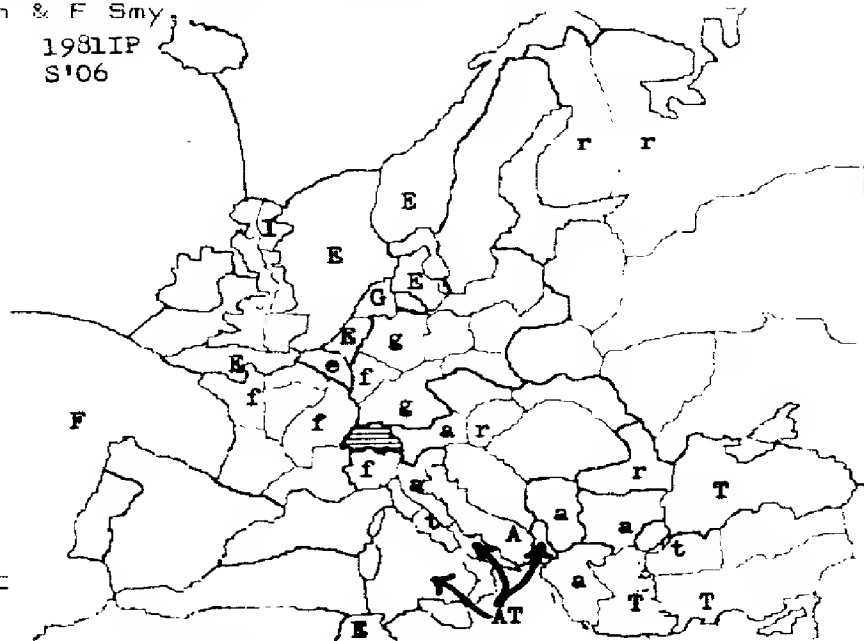 n & F Smy,
1981IP
S'06
r r
E
I
E E
G
E g
E e f
f g
F f a r
f r
a T
t a a
A t
a
T T
AT
E